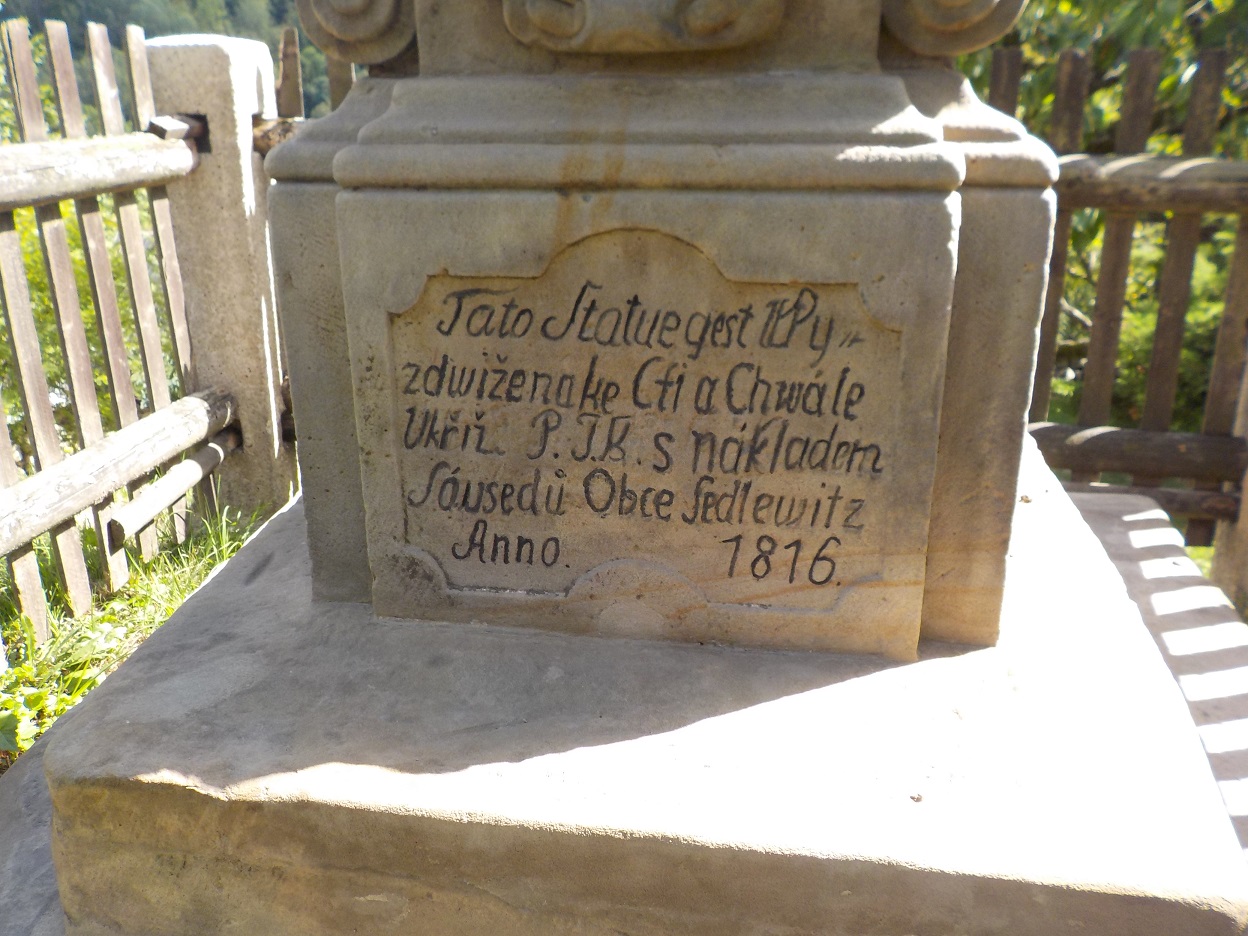 Tato Statue gest Wy„
zdwižena ke Cti a Chwále
Ukřiž. P. J. K. s nákladem
Sausedů Obce Sedlewitz
Anno. 1816.